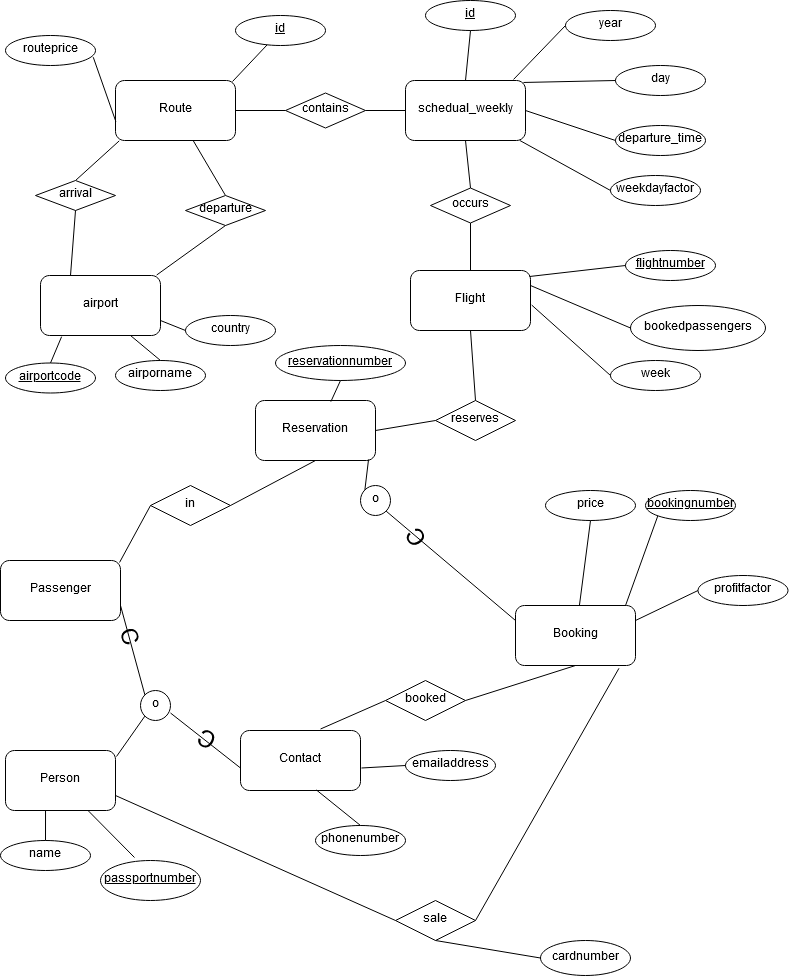 id
year
id
routeprice
day
Route
contains
schedual_weekly
departure_time
weekdayfactor
arrival
departure
occurs
flightnumber
airport
Flight
country
bookedpassengers
reservationnumber
airportcode
airporname
week
Reservation
reserves
in
o
price
bookingnumber
Passenger
profitfactor
Booking
booked
o
Contact
emailaddress
Person
phonenumber
name
passportnumber
sale
cardnumber